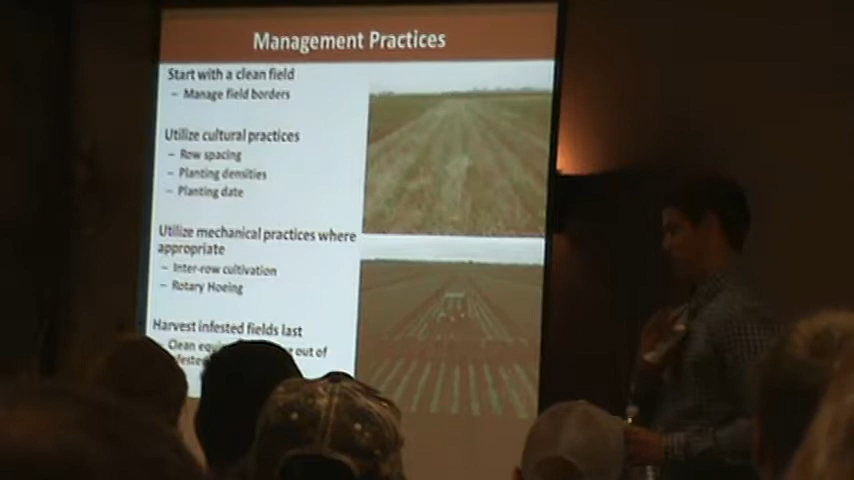 Management Practices
Start with a clean field
– Manage field borders
Utilize cultural practices
– Row spacing
– Planting densities
– Planting date
Utilize mechanical practices where
appropriate
– Inter-row cultivation
– Rotary Hoeing
Harvest infested fields last
Clean out of